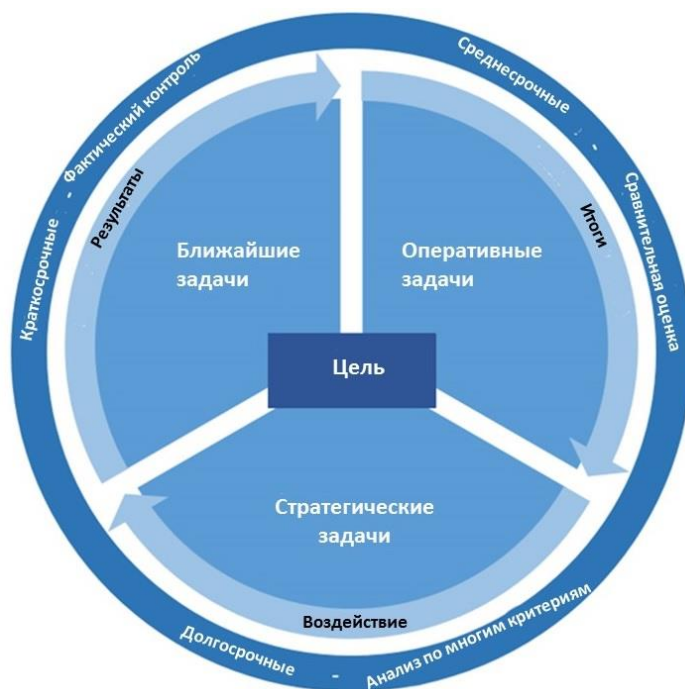 Краткосрочные - Фактический контроль
Среднесрочные - Сравнительная оценка
Результаты
Итоги
Ближайшие
задачи
Оперативные
задачи
Цель
Стратегические
задачи
Воздействие
Долгосрочные - Анализ по многим критериям